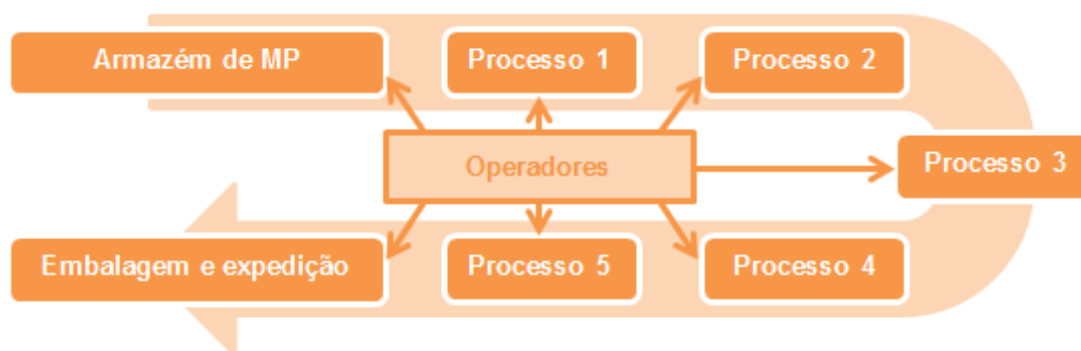 Armazém de MP
Processo 1
Processo 2
Operadores
Processo 3
Embalagem e expedição
Processo 5
Processo 4